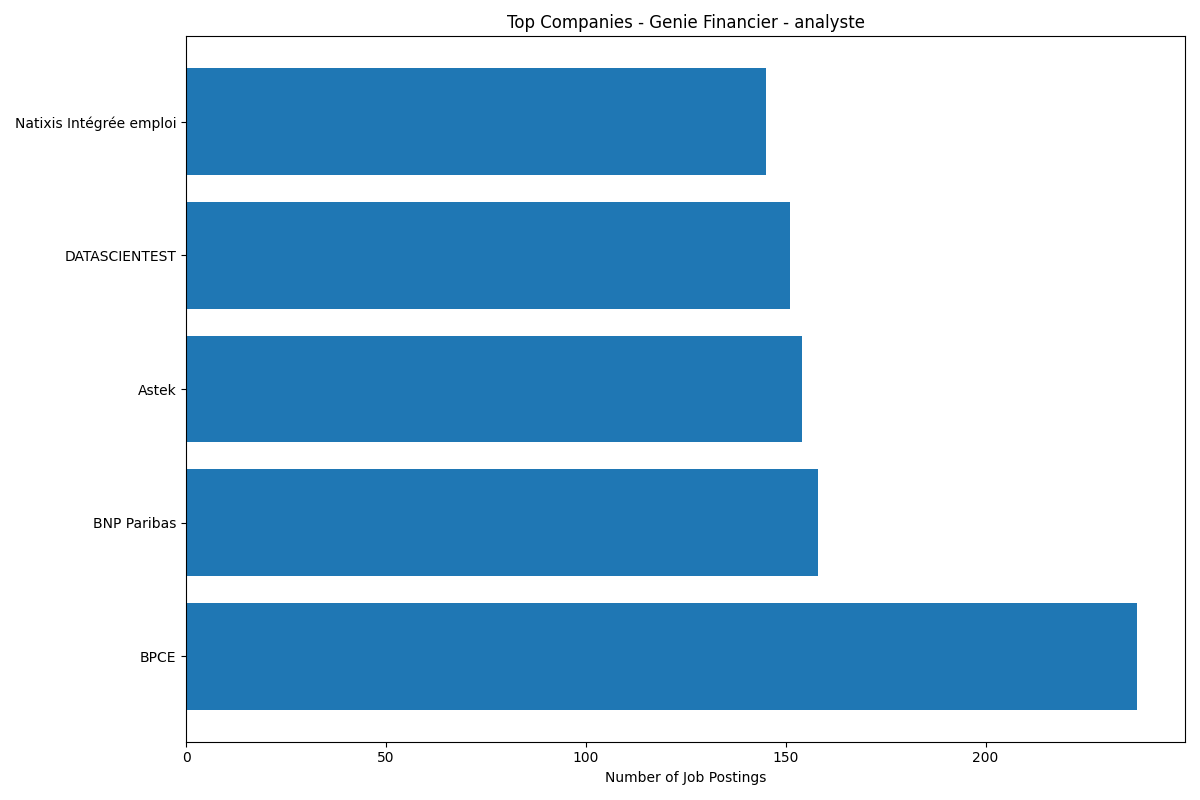 Top Companies - Genie Financier - analyste
Natixis Intégrée emploi
DATASCIENTEST
Astek
BNP Paribas
BPCE
0 50 100 150 200
Number of Job Postings